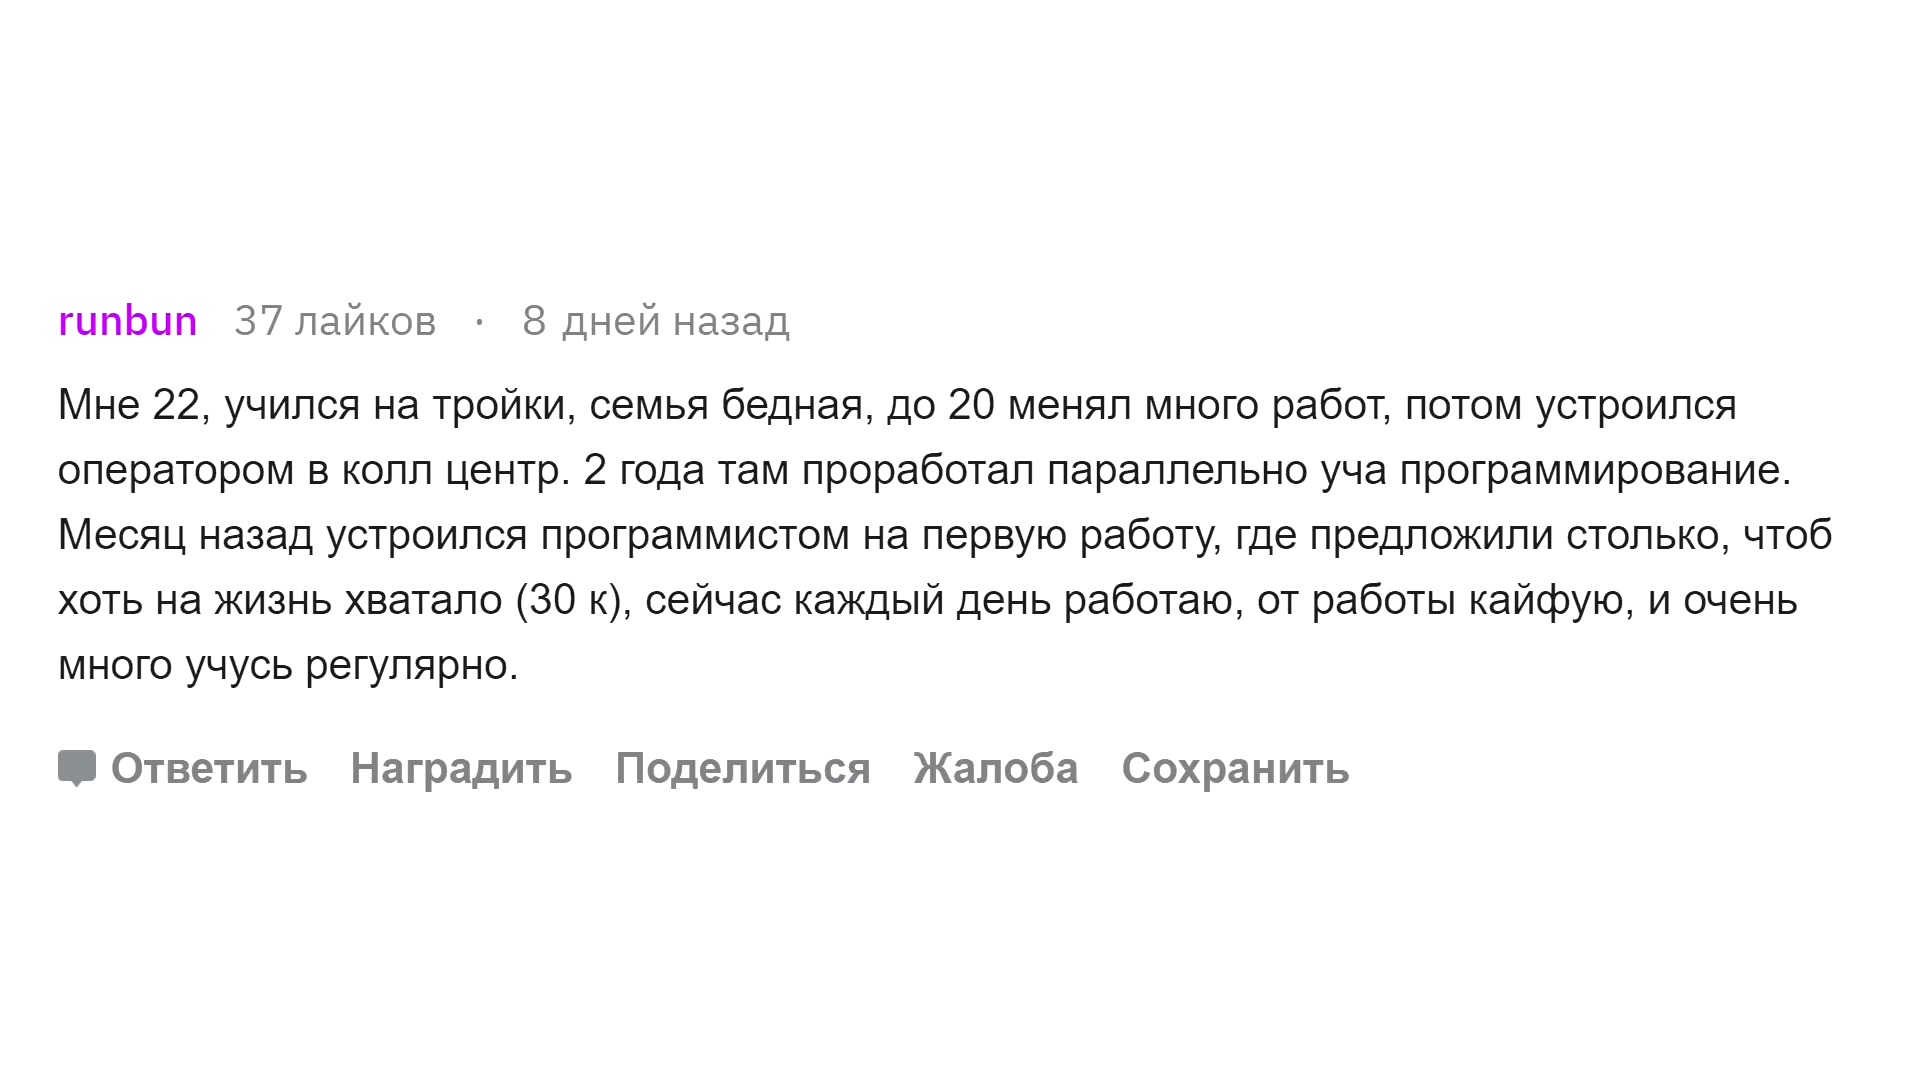 runbun 37 лайков · 8 дней назад
Мне 22, учился на тройки, семья бедная, до 20 менял много работ, потом устроился
оператором в колл центр. 2 года там проработал параллельно уча программирование.
Месяц назад устроился программистом на первую работу, где предложили столько, чтоб
хоть на жизнь хватало (30 к), сейчас каждый день работаю, от работы кайфую, и очень
много учусь регулярно.
Ответить Наградить Поделиться Жалоба Сохранить